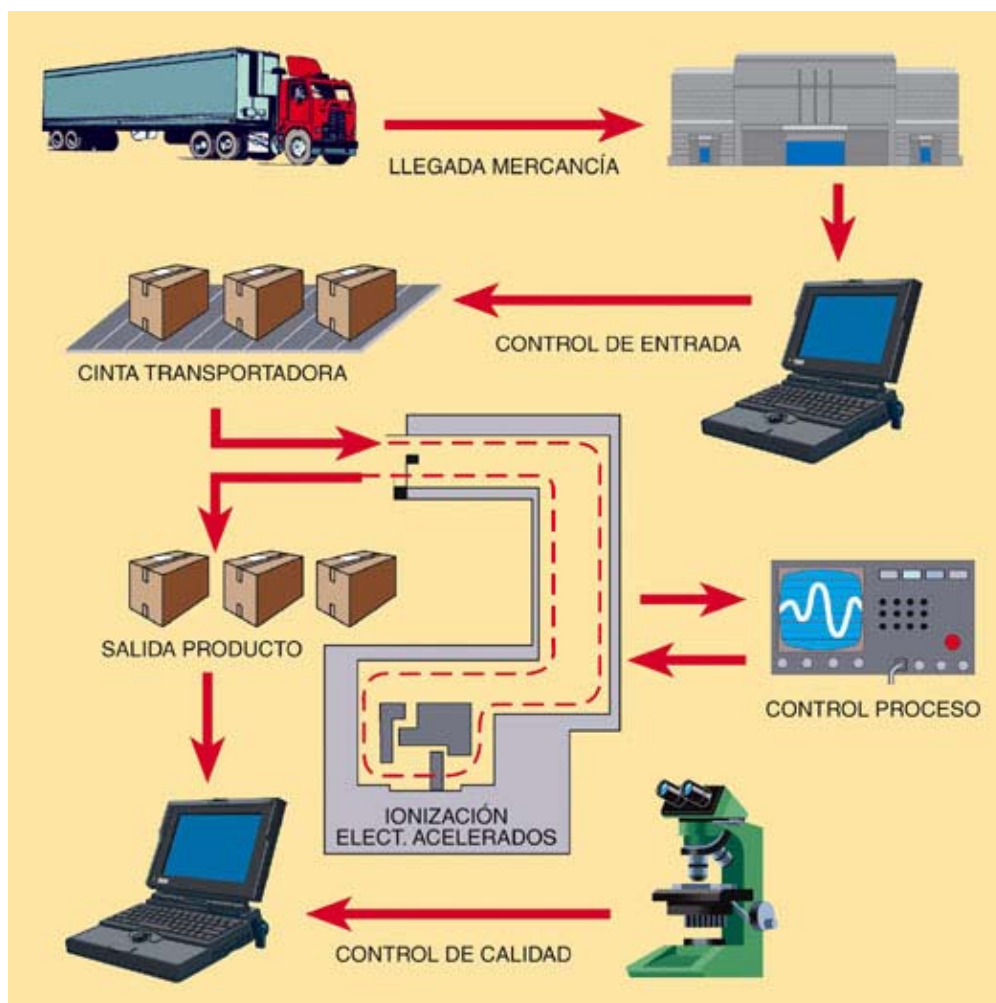 LLEGADA MERCANCÍA
CONTROL DE ENTRADA
CINTA TRANSPORTADORA
SALIDA PRODUCTO
CONTROL PROCESO
IONIZACIÓN
ELECT. ACELERADOS
CONTROL DE CALIDAD